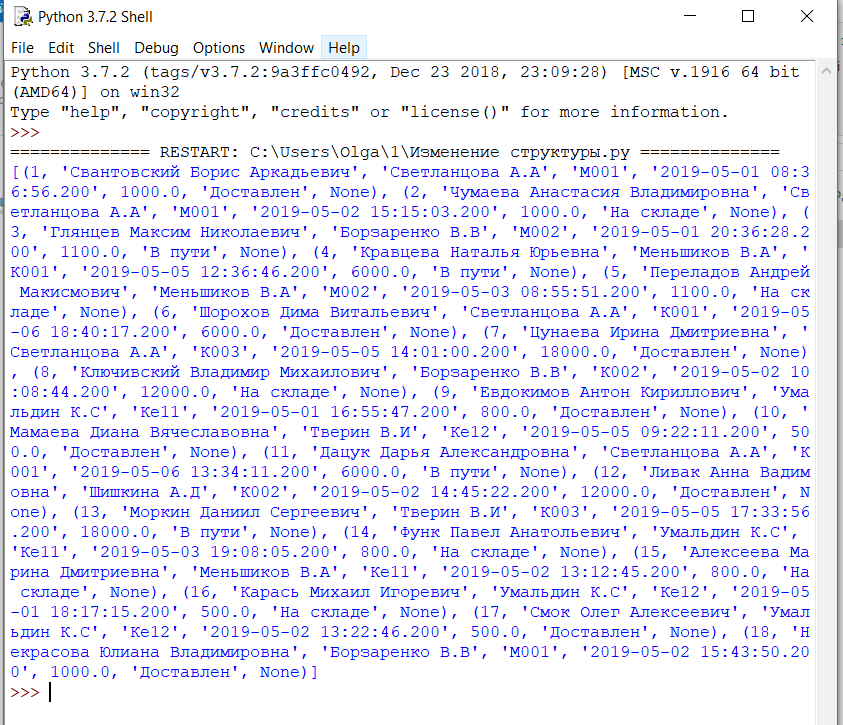 Python 3.7.2 Shell
File Edit Shell Debug Options Window Help
Python 3.7.2 (tags/v3.7.2:9a3ffc0492, Dec 23 2018, 23:09:28) [MSC v.1916 64 bit
(AMD64)] on win32
Type "help", "copyright", "credits" or "license()" for more information.
>>>
============== RESTART: C:\Users\Olga\1\Изменение структуры.py ==============
[(1, 'Свантовский Борис Аркадьевич', 'Светланцова А.А', 'M001', '2019-05-01 08:3
6:56.200', 1000.0, 'Доставлен', None), (2, 'Чумаева Анастасия Владимировна', 'Св
етланцова А.А', 'M001', '2019-05-02 15:15:03.200', 1000.0, 'На складе', None), (
3, 'Глянцев Максим Николаевич', 'Борзаренко В.В', 'M002', '2019-05-01 20:36:28.2
00', 1100.0, 'В пути', None), (4, 'Кравцева Наталья Юрьевна', 'Меньшиков В.А', '
K001', '2019-05-05 12:36:46.200', 6000.0, 'В пути', None), (5, 'Переладов Андрей
 Макисмович', 'Меньшиков В.А', 'M002', '2019-05-03 08:55:51.200', 1100.0, 'На ск
ладе', None), (6, 'Шорохов Дима Витальевич', 'Светланцова А.А', 'K001', '2019-05
-06 18:40:17.200', 6000.0, 'Доставлен', None), (7, 'Цунаева Ирина Дмитриевна', '
Светланцова А.А', 'K003', '2019-05-05 14:01:00.200', 18000.0, 'Доставлен', None)
, (8, 'Ключивский Владимир Михаилович', 'Борзаренко В.В', 'K002', '2019-05-02 10
:08:44.200', 12000.0, 'На складе', None), (9, 'Евдокимов Антон Кириллович', 'Ума
льдин К.С', 'Ке11', '2019-05-01 16:55:47.200', 800.0, 'Доставлен', None), (10, '
Мамаева Диана Вячеславовна', 'Тверин В.И', 'Ке12', '2019-05-05 09:22:11.200', 50
0.0, 'Доставлен', None), (11, 'Дацук Дарья Александровна', 'Светланцова А.А', 'K
001', '2019-05-06 13:34:11.200', 6000.0, 'В пути', None), (12, 'Ливак Анна Вадим
овна', 'Шишкина А.Д', 'K002', '2019-05-02 14:45:22.200', 12000.0, 'Доставлен', N
one), (13, 'Моркин Даниил Сергеевич', 'Тверин В.И', 'K003', '2019-05-05 17:33:56
.200', 18000.0, 'В пути', None), (14, 'Функ Павел Анатольевич', 'Умальдин К.С',
'Ке11', '2019-05-03 19:08:05.200', 800.0, 'На складе', None), (15, 'Алексеева Ма
рина Дмитриевна', 'Меньшиков В.А', 'Ке11', '2019-05-02 13:12:45.200', 800.0, 'На
 складе', None), (16, 'Карась Михаил Игоревич', 'Умальдин К.С', 'Ке12', '2019-05
-01 18:17:15.200', 500.0, 'На складе', None), (17, 'Смок Олег Алексеевич', 'Умал
ьдин К.С', 'Ке12', '2019-05-02 13:22:46.200', 500.0, 'Доставлен', None), (18, 'Н
екрасова Юлиана Владимировна', 'Борзаренко В.В', 'M001', '2019-05-02 15:43:50.20
0', 1000.0, 'Доставлен', None)]
>>>